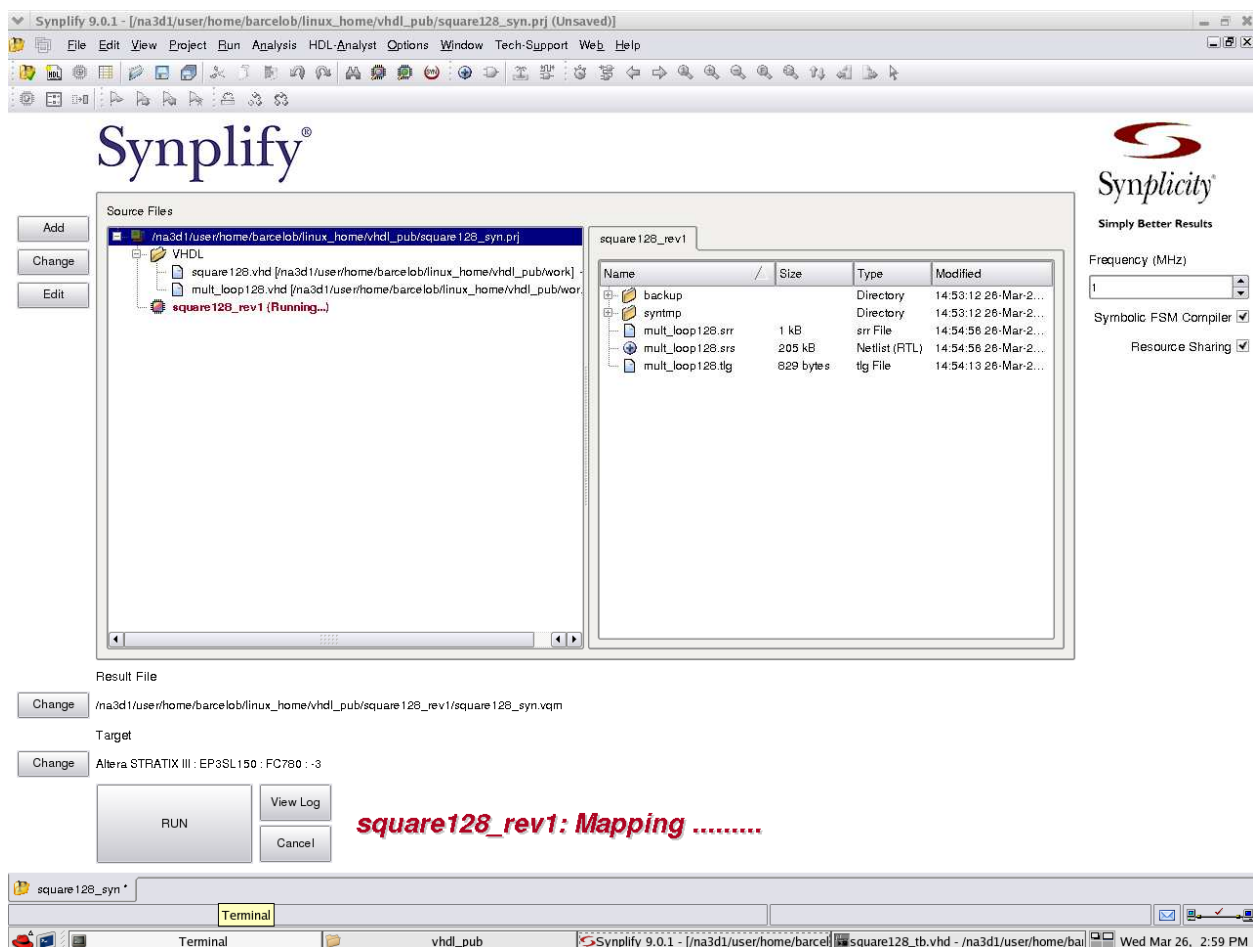 Synplify 9.0.1 - [/na3d1/user/home/barcelob/linux_home/vhdl_pub/square128_syn.prj (Unsaved)]
File Edit View Project Run Analysis HDL-Analyst Options Window Tech-Support Web Help
Synplify®
Synplicity®
Simply Better Results
Add
Change
Edit
Source Files
/na3d1/user/home/barcelob/linux_home/vhdl_pub/square128_syn.prj
VHDL
square128.vhd [/na3d1/user/home/barcelob/linux_home/vhdl_pub/work] -
mult_loop128.vhd [/na3d1/user/home/barcelob/linux_home/vhdl_pub/wor
square128_rev1 (Running...)
square128_rev1
Name Size Type Modified
backup Directory 14:53:12 26-Mar-2...
syntmp Directory 14:53:12 26-Mar-2...
mult_loop128.srr 1 kB srr File 14:54:56 26-Mar-2...
mult_loop128.srs 205 kB Netlist (RTL) 14:54:56 26-Mar-2...
mult_loop128.tlg 829 bytes tlg File 14:54:13 26-Mar-2...
Frequency (MHz)
1
Symbolic FSM Compiler
Resource Sharing
Result File
Change /na3d1/user/home/barcelob/linux_home/vhdl_pub/square128_rev1/square128_syn.vqm
Target
Change Altera STRATIX III : EP3SL150 : FC780 : -3
RUN
View Log
Cancel
square128_rev1: Mapping .........
square128_syn *
Terminal
Terminal vhdl_pub Synplify 9.0.1 - [/na3d1/user/home/barcel square128_tb.vhd - /na3d1/user/home/bar Wed Mar 26, 2:59 PM